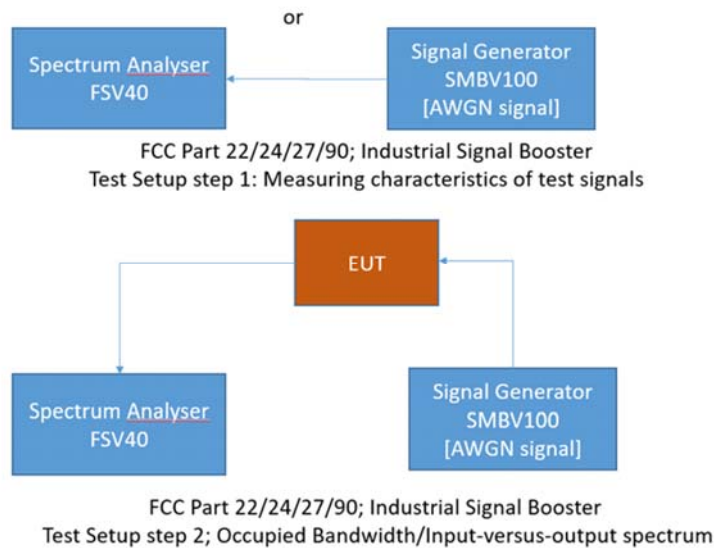 or
Spectrum Analyser
FSV40
Signal Generator
SMBV100
[AWGN signal]
FCC Part 22/24/27/90; Industrial Signal Booster
Test Setup step 1: Measuring characteristics of test signals
EUT
Spectrum Analyser
FSV40
Signal Generator
SMBV100
[AWGN signal]
FCC Part 22/24/27/90; Industrial Signal Booster
Test Setup step 2; Occupied Bandwidth/Input-versus-output spectrum